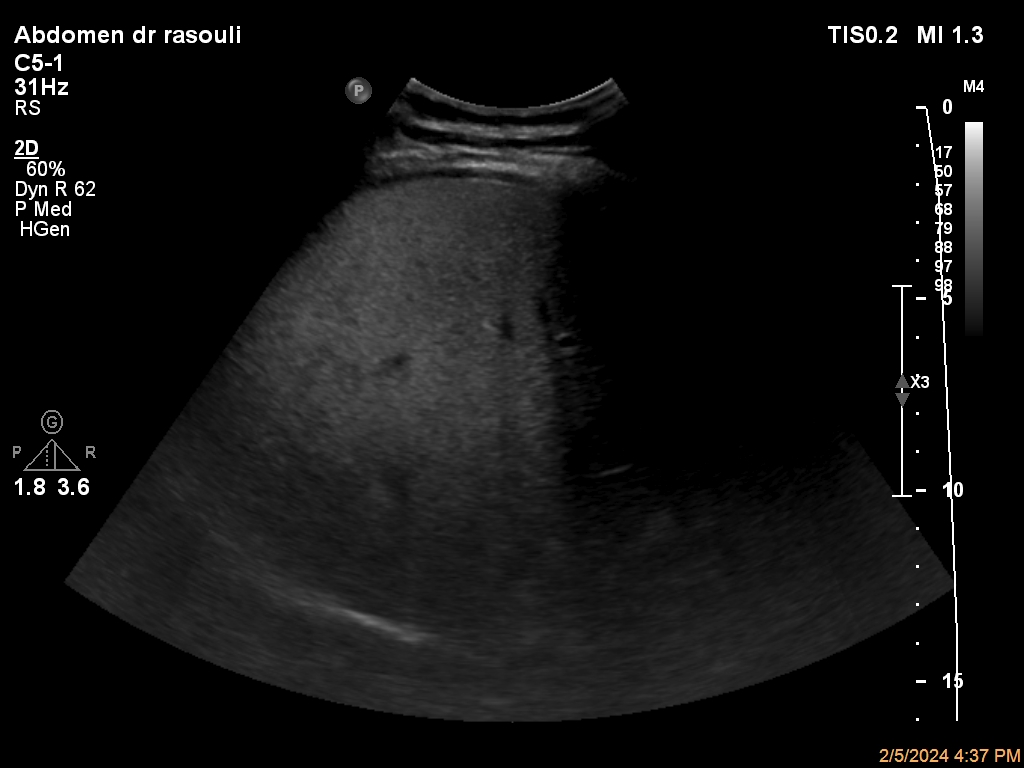 Abdomen dr rasouli
TIS0.2 MI 1.3
C5-1
31Hz
RS
2D
60%
Dyn R 62
P Med
HGen
P
M4
0
17
50
57
68
79
88
97
98
5
X3
G
P R
1.8 3.6
10
15
2/5/2024 4:37 PM